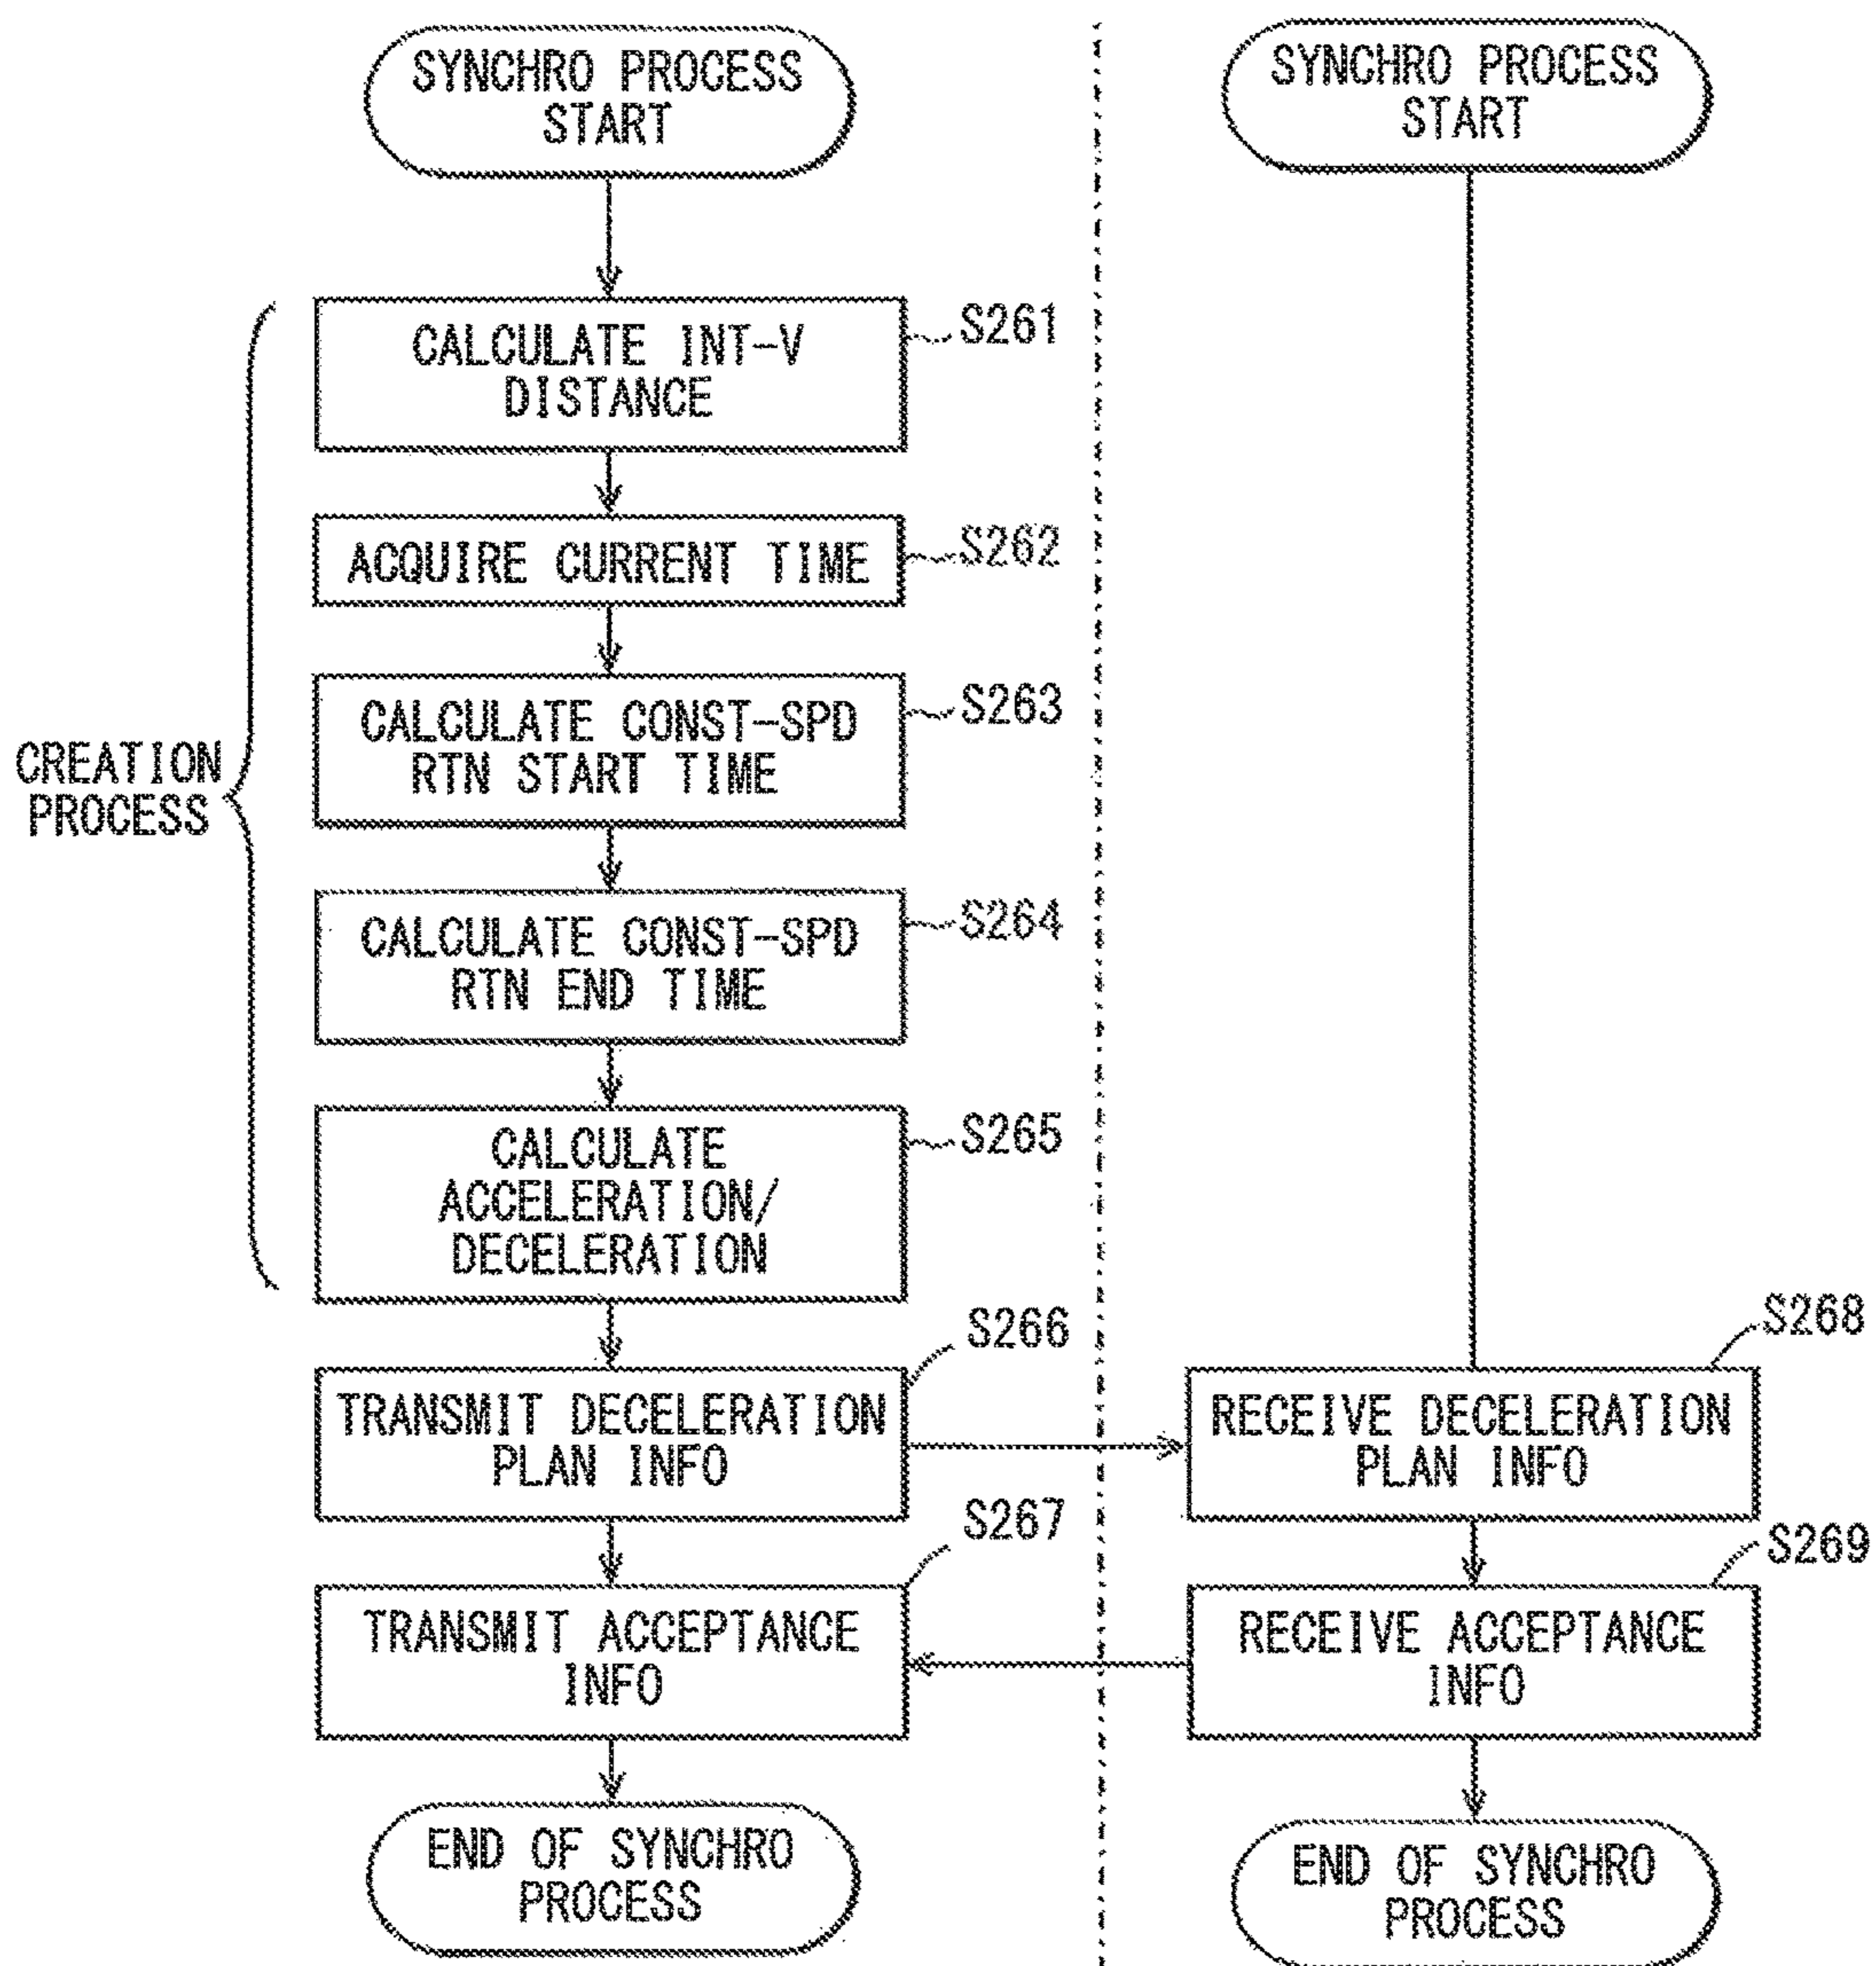 SYNCHRO PROCESS
START
CALCULATE INT-V
DISTANCE
S261
ACQUIRE CURRENT TIME
S262
CALCULATE CONST-SPD
RTN START TIME
S263
CREATION
PROCESS
CALCULATE CONST-SPD
RTN END TIME
S264
CALCULATE
ACCELERATION/
DECELERATION
S265
TRANSMIT DECELERATION
PLAN INFO
S266
TRANSMIT ACCEPTANCE
INFO
S267
END OF SYNCHRO
PROCESS
SYNCHRO PROCESS
START
RECEIVE DECELERATION
PLAN INFO
S268
RECEIVE ACCEPTANCE
INFO
S269
END OF SYNCHRO
PROCESS